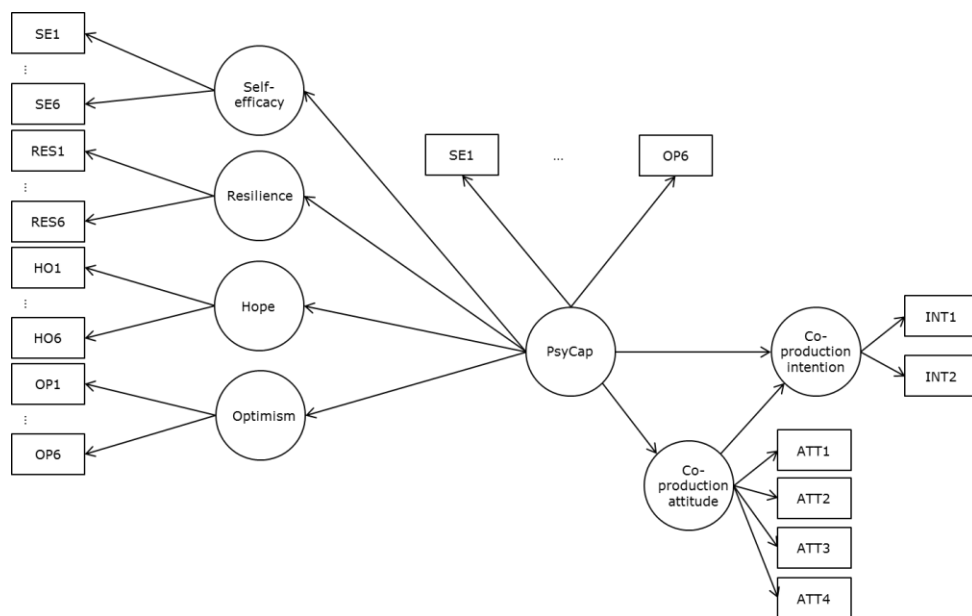 SE1
⋮
SE6
RES1
⋮
RES6
HO1
⋮
HO6
OP1
⋮
OP6
Self-
efficacy
Resilience
Hope
Optimism
SE1
...
OP6
PsyCap
Co-
production
intention
INT1
INT2
Co-
production
attitude
ATT1
ATT2
ATT3
ATT4